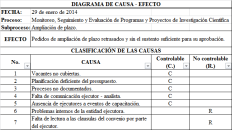 DIAGRAMA DE CAUSA - EFECTO
FECHA: 29 de enero de 2014
Proceso: Monitoreo, Seguimiento y Evaluación de Programas y Proyectos de Investigación Científica
Subproceso: Ampliación de plazo.
EFECTO Pedidos de ampliación de plazo retrasados y sin el sustento suficiente para su aprobación.
CLASIFICACIÓN DE LAS CAUSAS
No. CAUSA Controlable (C.) No controlable (R.)
1 Vacantes no cubiertas. C
2 Planificación deficiente del presupuesto. C
3 Procesos no documentados. C
4 Falta de comunicación ejecutor - analista. C
5 Ausencia de ejecutores a eventos de capacitación. C
6 Problemas internos de la entidad ejecutora. R
7 Falta de lectura a las cláusulas del convenio por parte del ejecutor. R